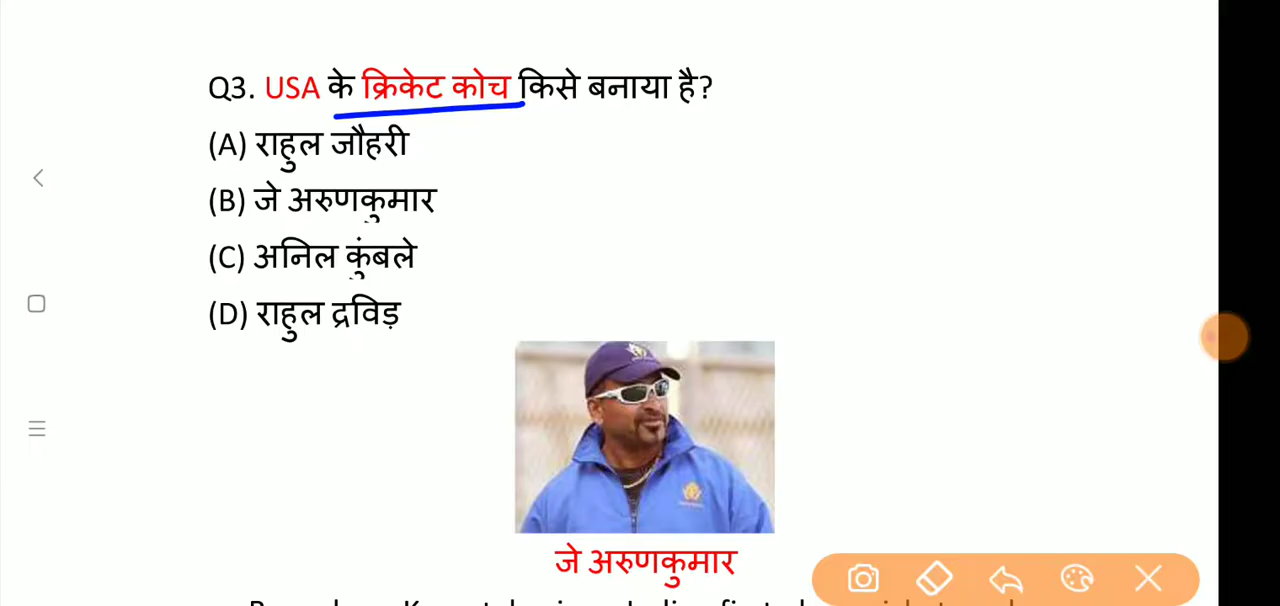 Q3. USA के क्रिकेट कोच किसे बनाया है?
(A) राहुल जौहरी
(B) जे अरुणकुमार
(C) अनिल कुंबले
(D) राहुल द्रविड़
जे अरुणकुमार